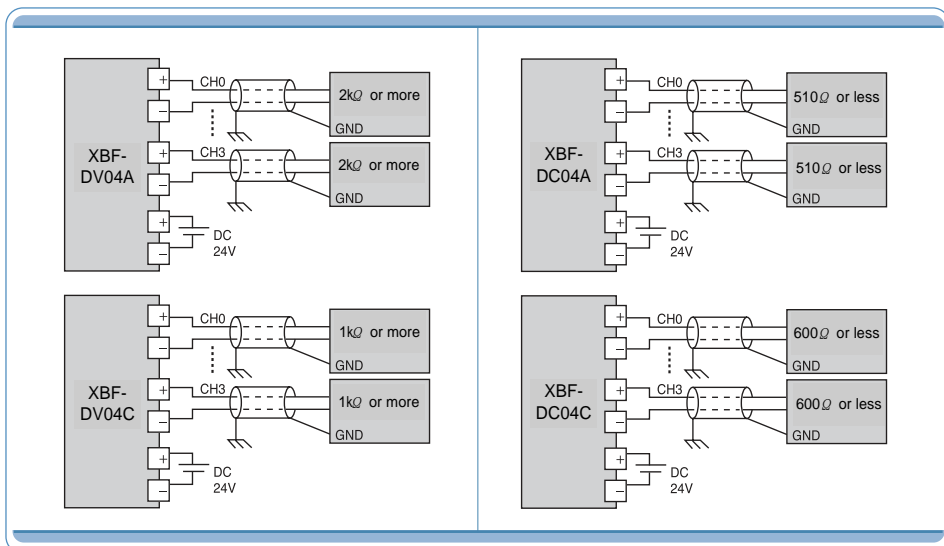 +
CH0
2kΩ or more
−
GND
XBF-
DV04A
+
CH3
2kΩ or more
−
GND
+
DC
24V
−
+
CH0
1kΩ or more
−
GND
XBF-
DV04C
+
CH3
1kΩ or more
−
GND
+
DC
24V
−
+
CH0
510Ω or less
−
GND
XBF-
DC04A
+
CH3
510Ω or less
−
GND
+
DC
24V
−
+
CH0
600Ω or less
−
GND
XBF-
DC04C
+
CH3
600Ω or less
−
GND
+
DC
24V
−